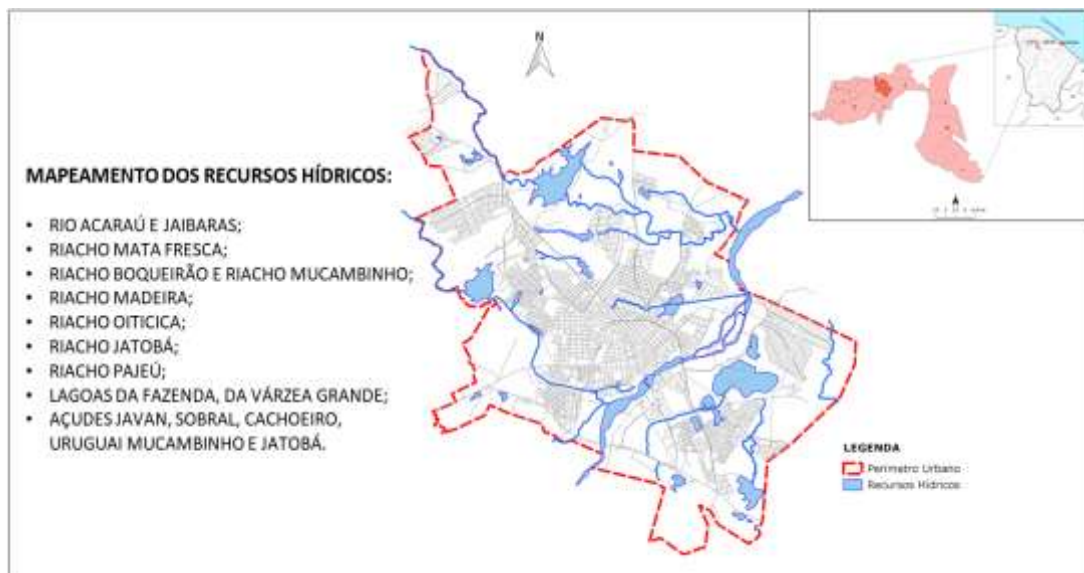 MAPEAMENTO DOS RECURSOS HÍDRICOS:
• RIO ACARAÚ E JAIBARAS;
• RIACHO MATA FRESCA;
• RIACHO BOQUEIRÃO E RIACHO MUCAMBINHO;
• RIACHO MADEIRA;
• RIACHO OITICICA;
• RIACHO JATOBÁ;
• RIACHO PAJEÚ;
• LAGOAS DA FAZENDA, DA VÁRZEA GRANDE;
• AÇUDES JAVAN, SOBRAL, CACHOEIRO,
URUGUAI MUCAMBINHO E JATOBÁ.
N
LEGENDA
Perímetro Urbano
Recursos Hídricos